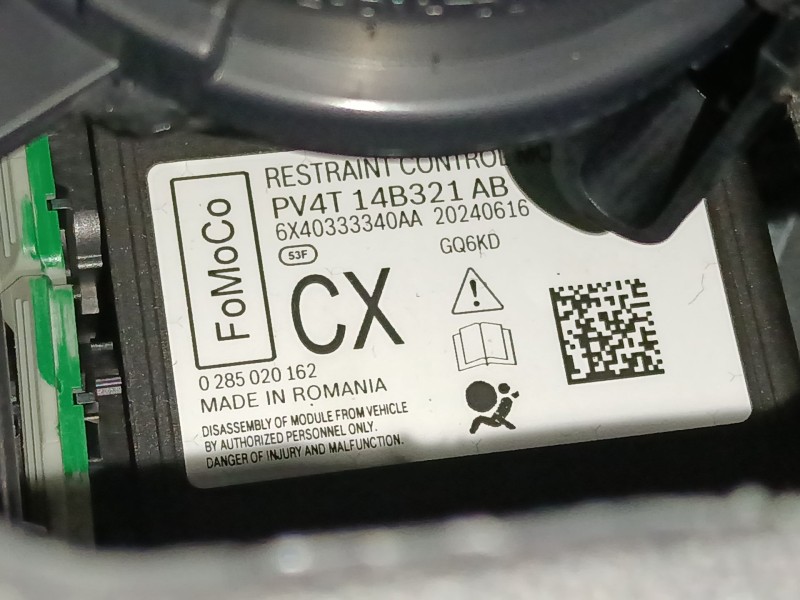 FoMoCo
RESTRAINT CONTROL
PV4T 14B321 AB
6X40333340AA 20240616
53F
GQ6KD
CX
0 285 020 162
MADE IN ROMANIA
DISASSEMBLY OF MODULE FROM VEHICLE
BY AUTHORIZED PERSONNEL ONLY.
DANGER OF INJURY AND MALFUNCTION.